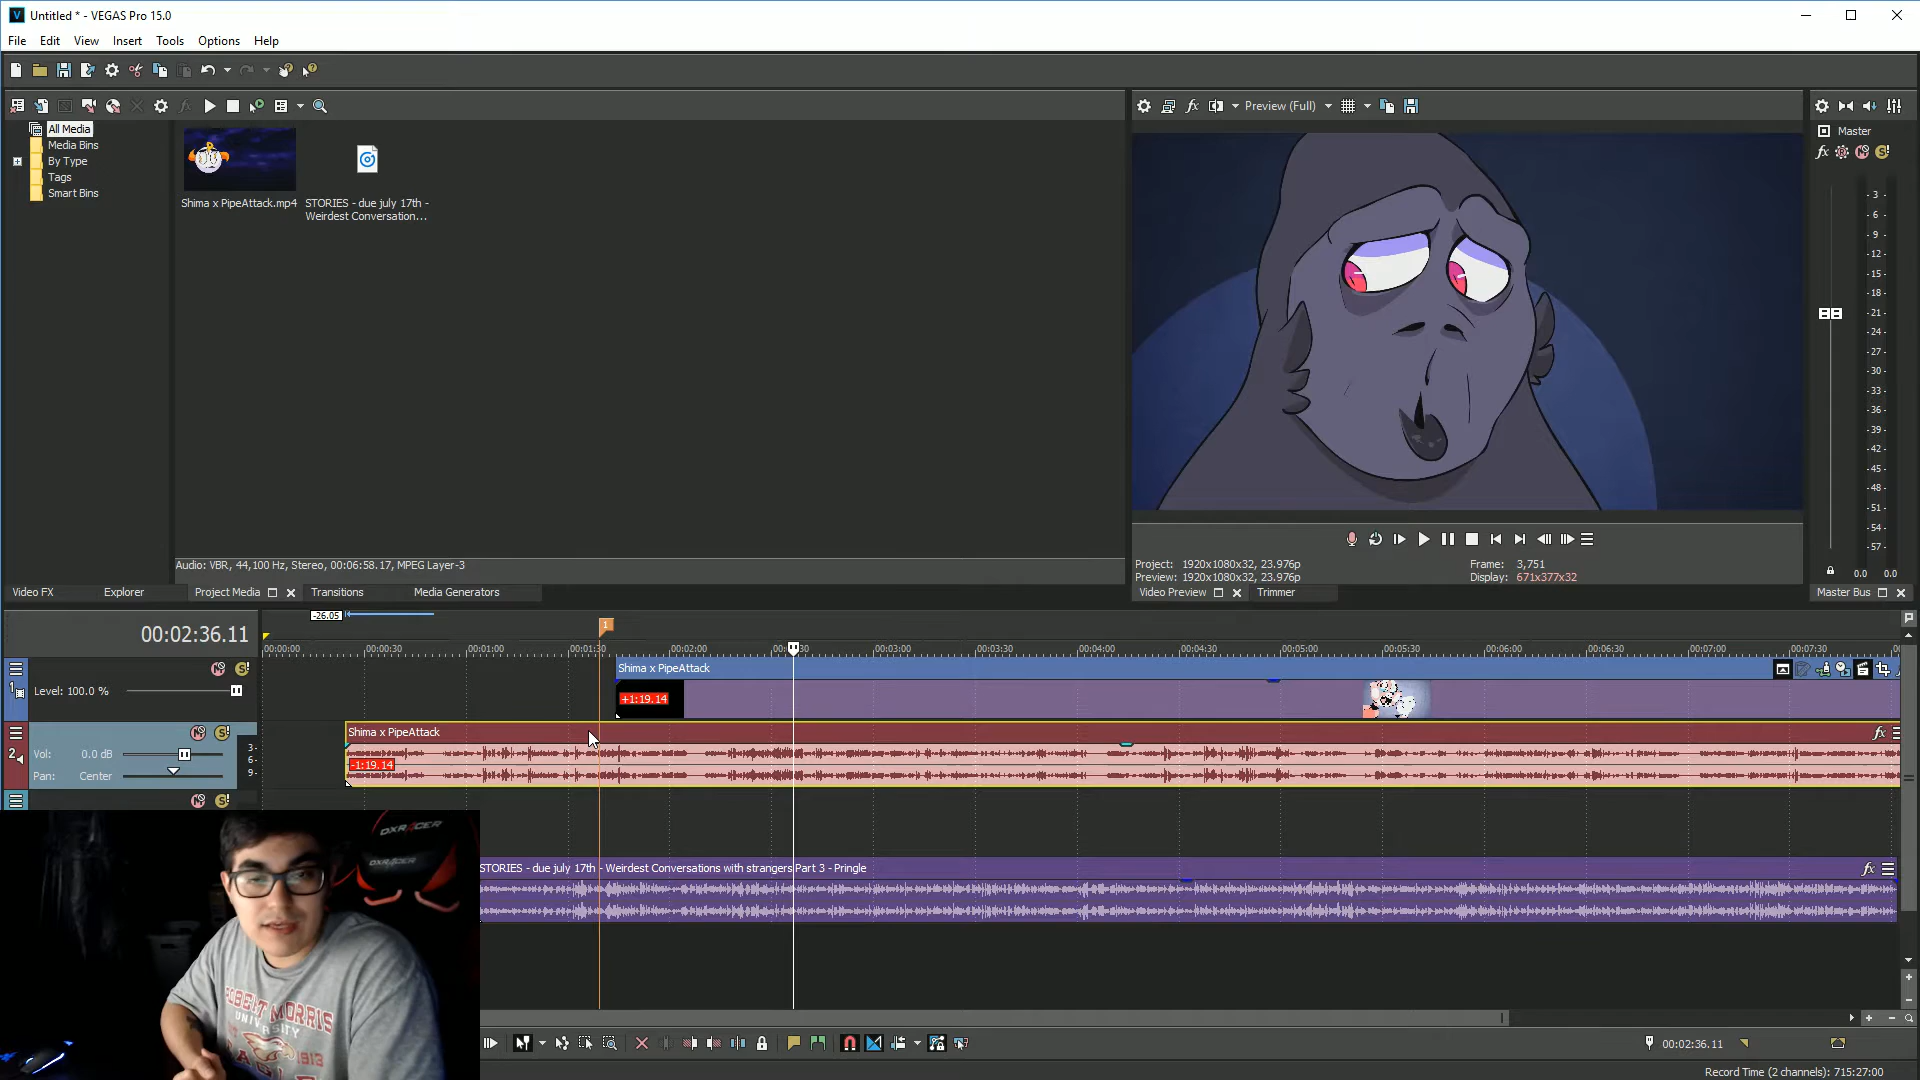 Untitled * - VEGAS Pro 15.0
File Edit View Insert Tools Options Help
Preview (Full)
All Media
Media Bins
By Type
Tags
Smart Bins
Shima x PipeAttack.mp4
STORIES - due july 17th -
Weirdest Conversation...
Master
3
6
9
12
15
18
21
24
27
30
33
36
39
42
45
48
51
54
57
0.0 0.0
Audio: VBR, 44,100 Hz, Stereo, 00:06:58.17, MPEG Layer-3
Project: 1920x1080x32, 23.976p
Preview: 1920x1080x32, 23.976p
Frame: 3,751
Display: 671x377x32
Video FX Explorer Project Media Transitions Media Generators
Video Preview Trimmer
Master Bus
00:02:36.11
-26.05
1
00:00:00 00:00:30 00:01:00 00:01:30 00:02:00 00:03:00 00:03:30 00:04:00 00:04:30 00:05:00 00:05:30 00:06:00 00:06:30 00:07:00 00:07:30
1
Level: 100.0 %
Shima x PipeAttack
+1:19.14
2
Vol: 0.0 dB
Pan: Center
3
6
9
Shima x PipeAttack
-1:19.14
STORIES - due july 17th - Weirdest Conversations with strangers Part 3 - Pringle
DXRACER
DXRACER
ROBERT MORRIS
UNIVERSITY
EAGLES
1913
00:02:36.11
Record Time (2 channels): 715:27:00